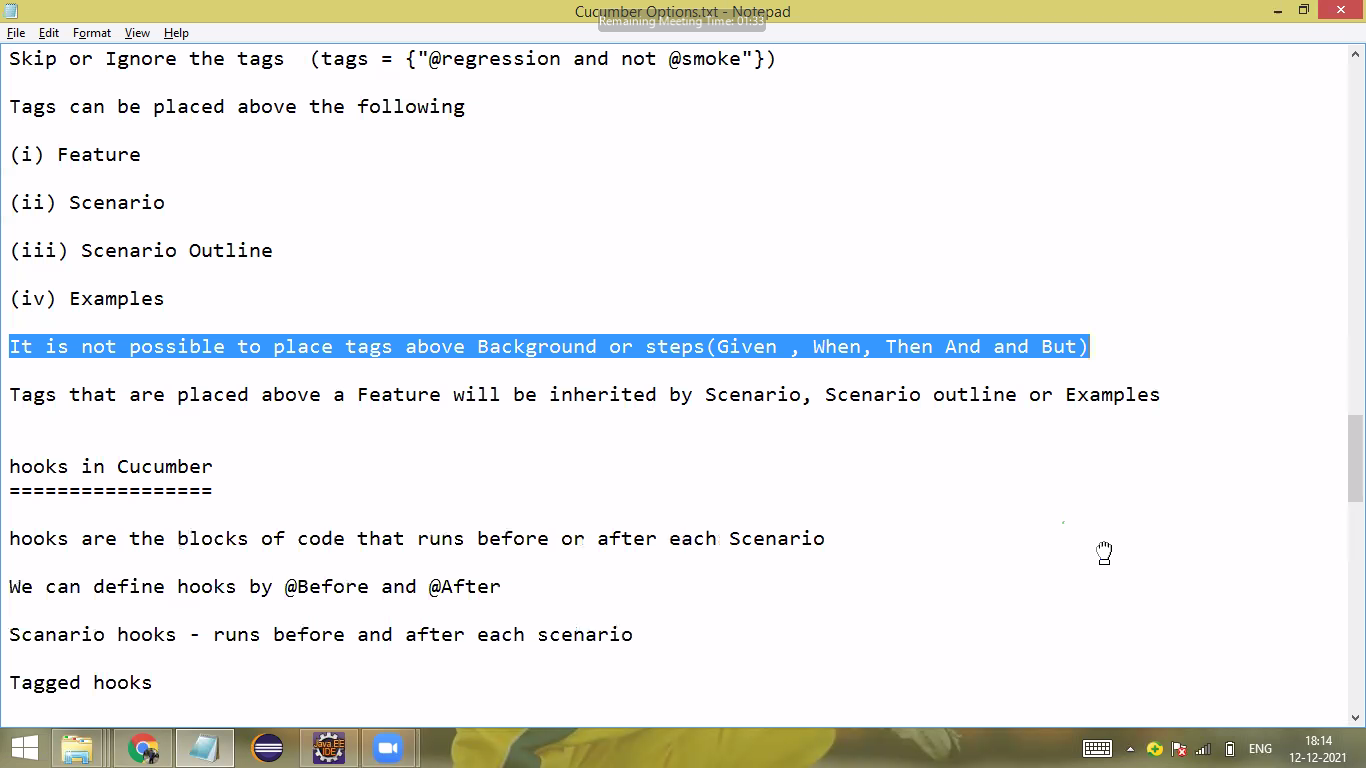 Cucumber Options.txt - Notepad
Remaining Meeting Time: 01:33
File Edit Format View Help
Skip or Ignore the tags (tags = {"@regression and not @smoke"})
Tags can be placed above the following
(i) Feature
(ii) Scenario
(iii) Scenario Outline
(iv) Examples
It is not possible to place tags above Background or steps(Given , When, Then And and But)
Tags that are placed above a Feature will be inherited by Scenario, Scenario outline or Examples
hooks in Cucumber
=================
hooks are the blocks of code that runs before or after each Scenario
We can define hooks by @Before and @After
Scanario hooks - runs before and after each scenario
Tagged hooks
Java EE
IDE
ENG
18:14
12-12-2021